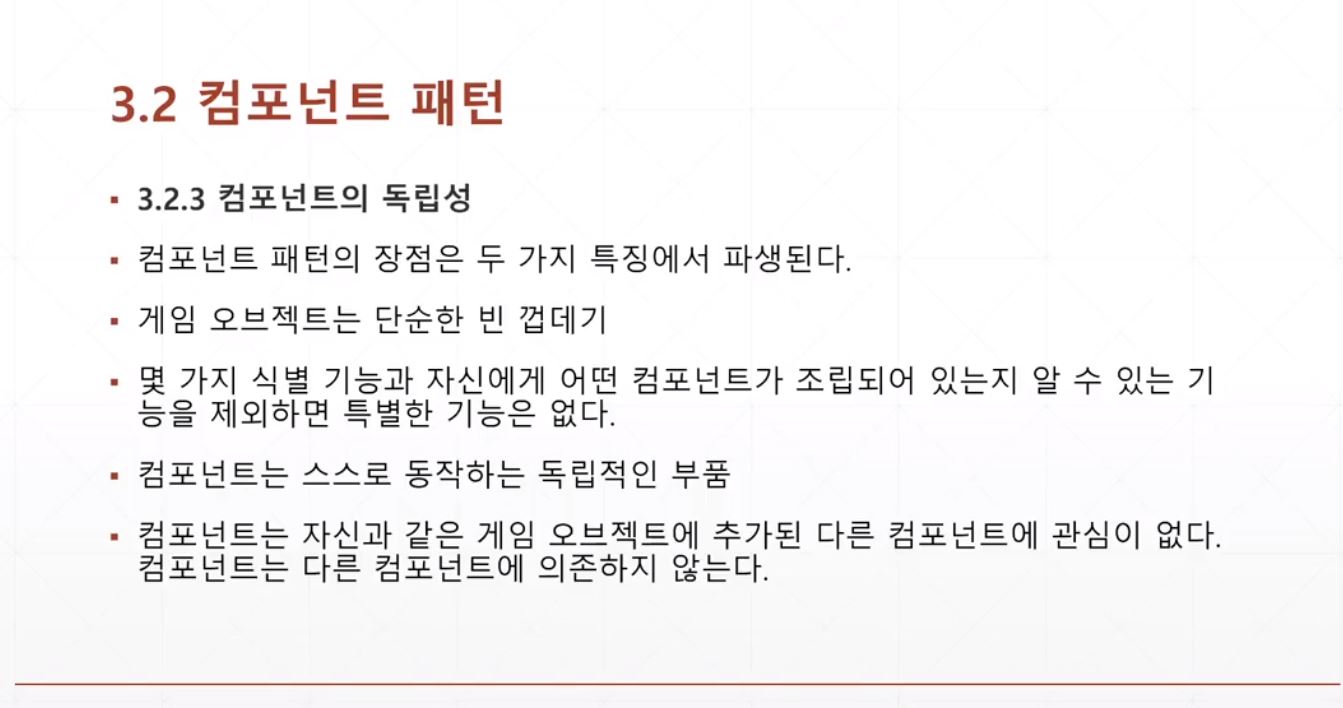 3.2 컴포넌트 패턴
▪ 3.2.3 컴포넌트의 독립성
▪ 컴포넌트 패턴의 장점은 두 가지 특징에서 파생된다.
▪ 게임 오브젝트는 단순한 빈 껍데기
▪ 몇 가지 식별 기능과 자신에게 어떤 컴포넌트가 조립되어 있는지 알 수 있는 기
능을 제외하면 특별한 기능은 없다.
▪ 컴포넌트는 스스로 동작하는 독립적인 부품
▪ 컴포넌트는 자신과 같은 게임 오브젝트에 추가된 다른 컴포넌트에 관심이 없다.
컴포넌트는 다른 컴포넌트에 의존하지 않는다.